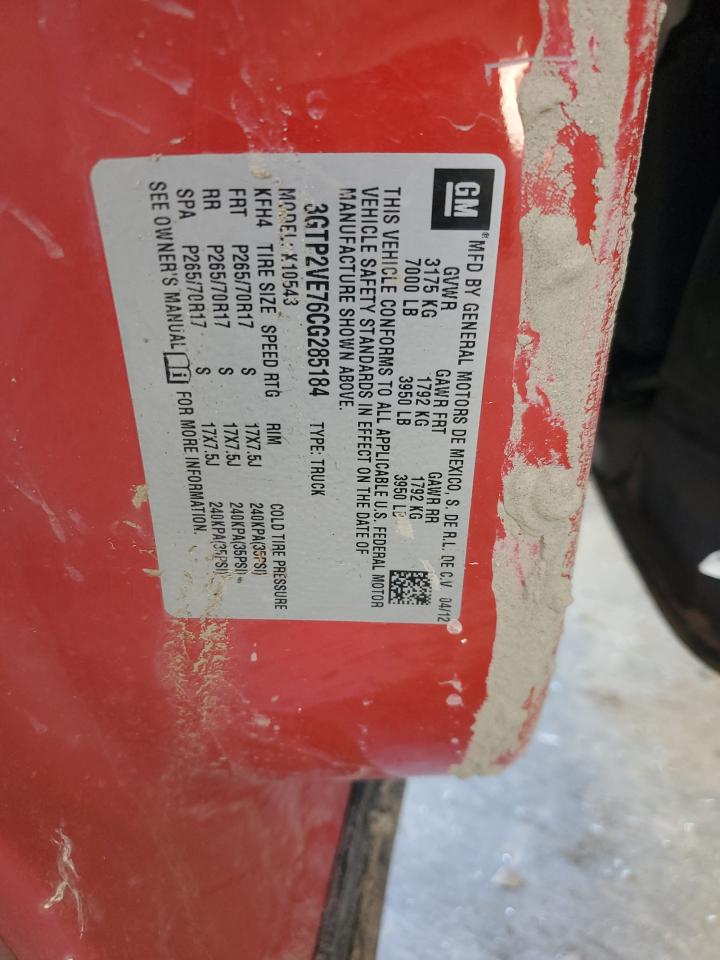 GM
® MFD BY GENERAL MOTORS DE MEXICO, S. DE R.L. DE C.V. 04/12
GVWR GAWR FRT GAWR RR
3175 KG 1792 KG 1792 KG
7000 LB 3950 LB 3950 LB
THIS VEHICLE CONFORMS TO ALL APPLICABLE U.S. FEDERAL MOTOR
VEHICLE SAFETY STANDARDS IN EFFECT ON THE DATE OF
MANUFACTURE SHOWN ABOVE.
3GTP2VE76CG285184 TYPE: TRUCK
MODEL: X10543
KFH4 TIRE SIZE SPEED RTG RIM COLD TIRE PRESSURE
FRT P265/70R17 S 17X7.5J 240KPA(35PSI)
RR P265/70R17 S 17X7.5J 240KPA(35PSI)
SPA P265/70R17 S 17X7.5J 240KPA(35PSI)
SEE OWNER'S MANUAL FOR MORE INFORMATION.